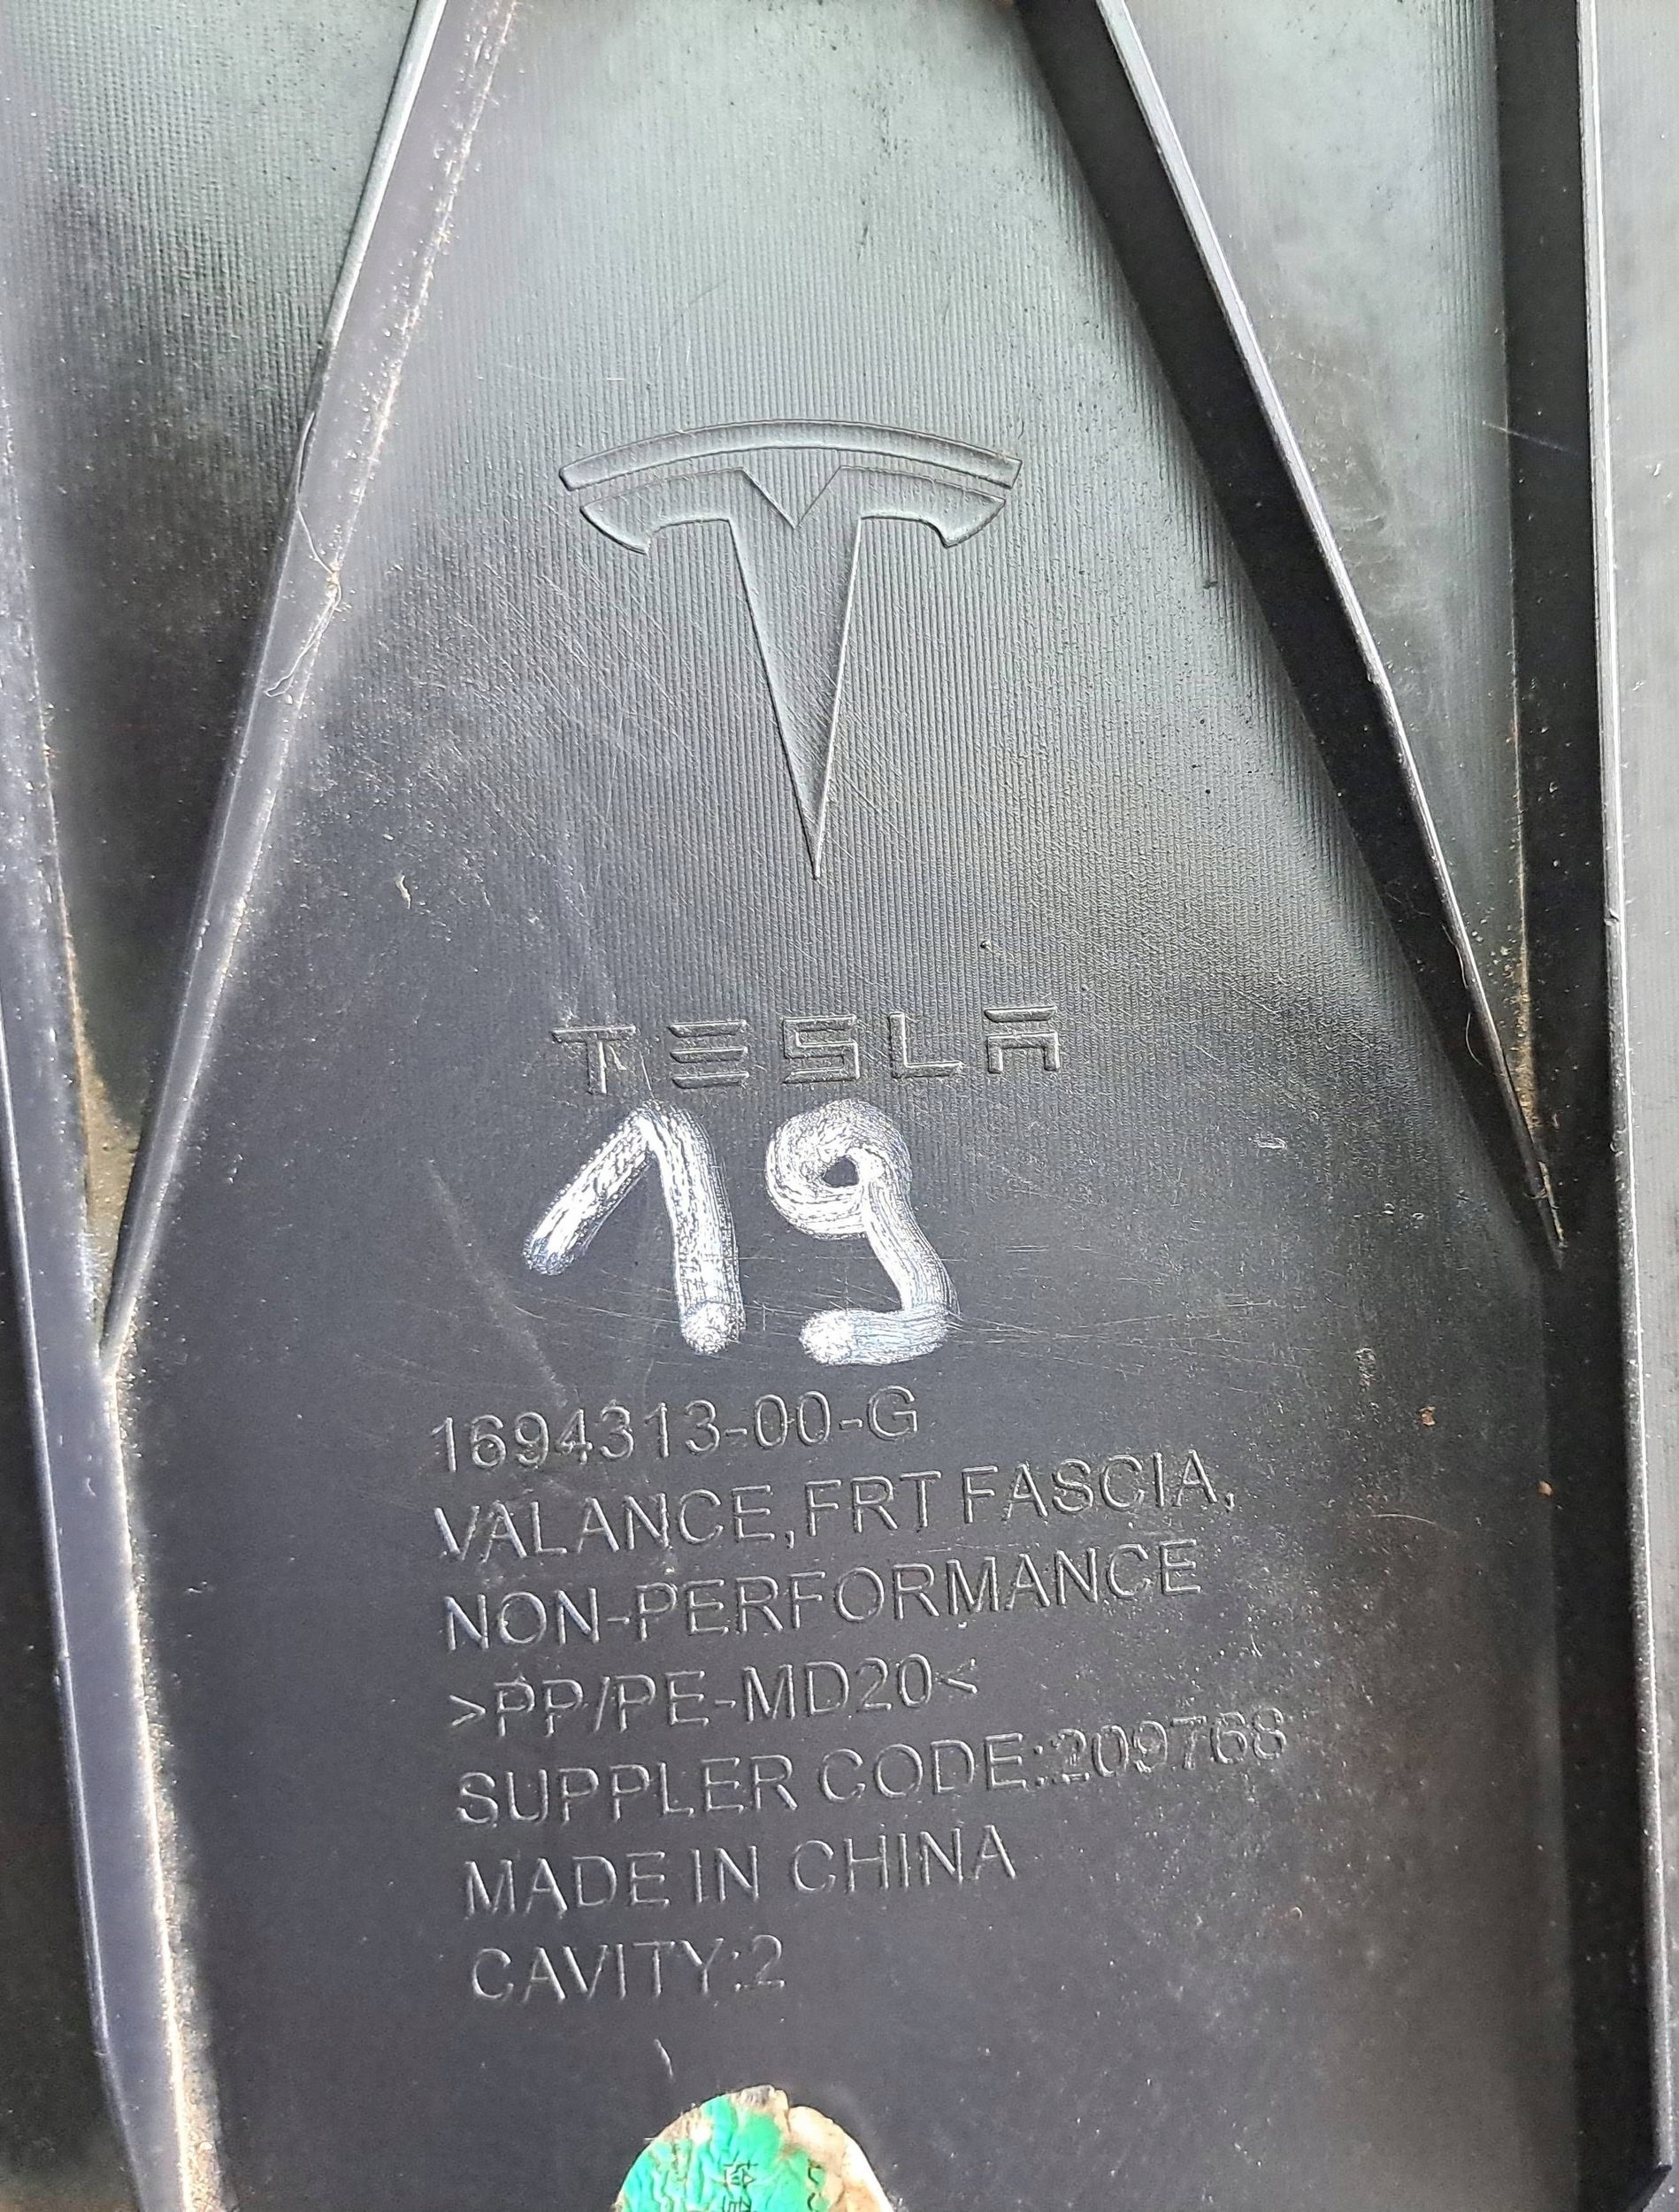 TESLA
19
1694313-00-G
VALANCE,FRT FASCIA,
NON-PERFORMANCE
>PP/PE-MD20<
SUPPLER CODE:209768
MADE IN CHINA
CAVITY:2